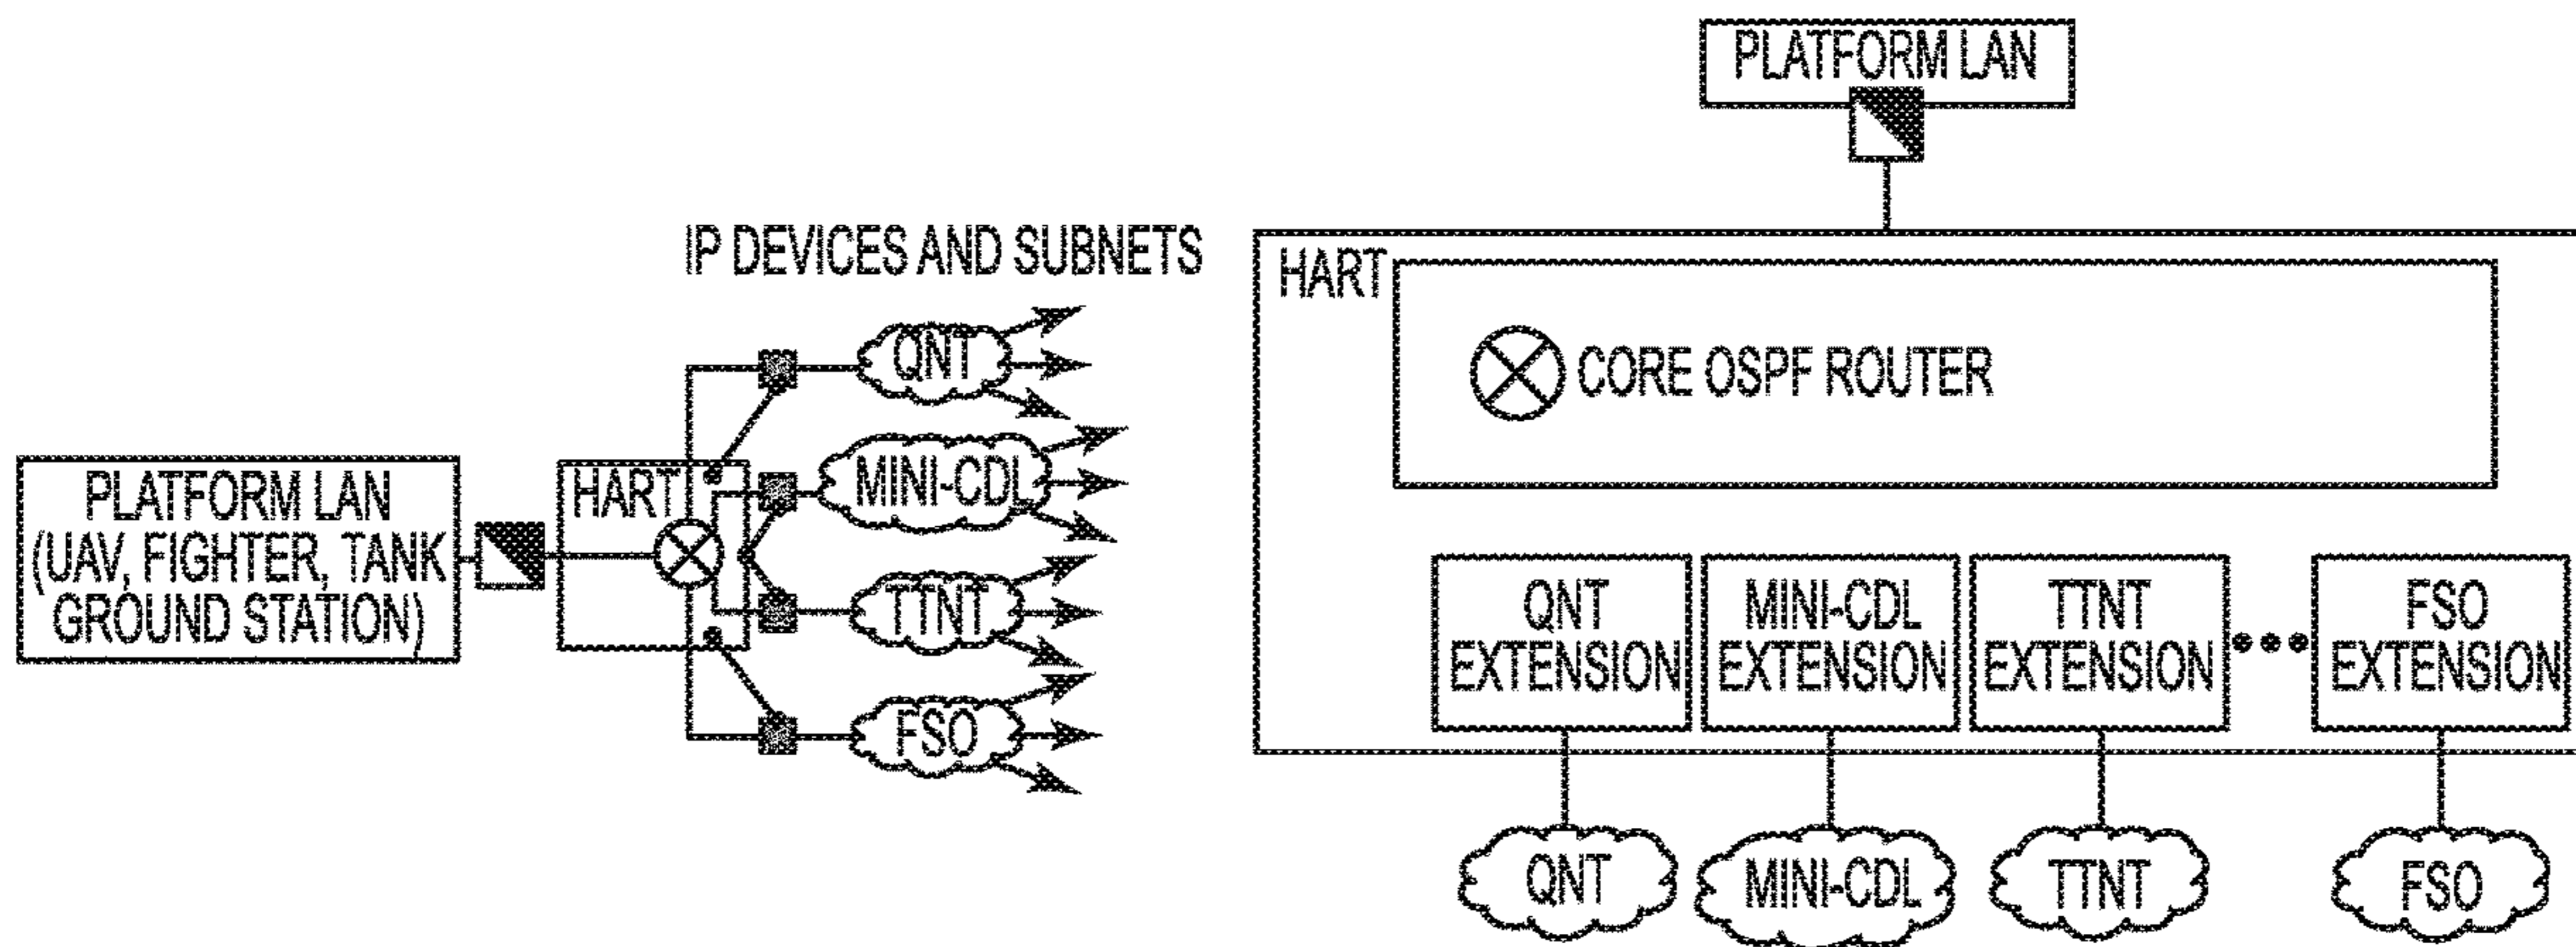 IP DEVICES AND SUBNETS
PLATFORM LAN
(UAV, FIGHTER, TANK
GROUND STATION)
HART
QNT
MINI-CDL
TTNT
FSO
PLATFORM LAN
HART
CORE OSPF ROUTER
QNT
EXTENSION
MINI-CDL
EXTENSION
TTNT
EXTENSION
FSO
EXTENSION
QNT
MINI-CDL
TTNT
FSO